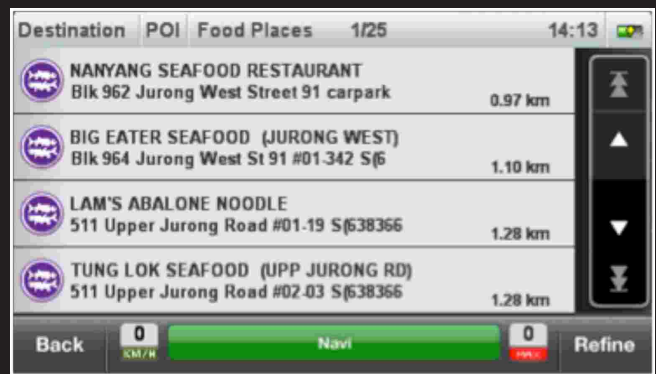 Destination POI Food Places 1/25 14:13
NANYANG SEAFOOD RESTAURANT
Blk 962 Jurong West Street 91 carpark
0.97 km
BIG EATER SEAFOOD (JURONG WEST)
Blk 964 Jurong West St 91 #01-342 S(6
1.10 km
LAM'S ABALONE NOODLE
511 Upper Jurong Road #01-19 S(638366
1.28 km
TUNG LOK SEAFOOD (UPP JURONG RD)
511 Upper Jurong Road #02-03 S(638366
1.28 km
Back 0 Navi 0 Refine
KM/H MAX